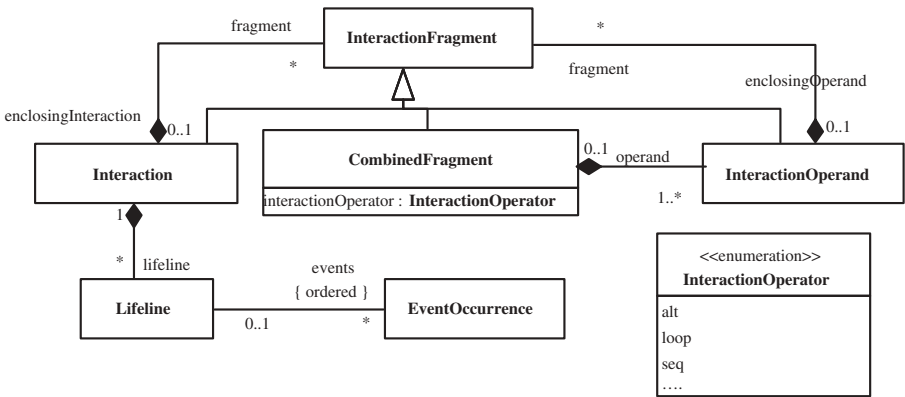 fragment
InteractionFragment
*
*
fragment
enclosingInteraction
enclosingOperand
0..1
0..1
Interaction
CombinedFragment
interactionOperator : InteractionOperator
0..1
operand
1..*
InteractionOperand
1
*
lifeline
Lifeline
events
{ ordered }
0..1
*
EventOccurrence
<<enumeration>>
InteractionOperator
alt
loop
seq
....